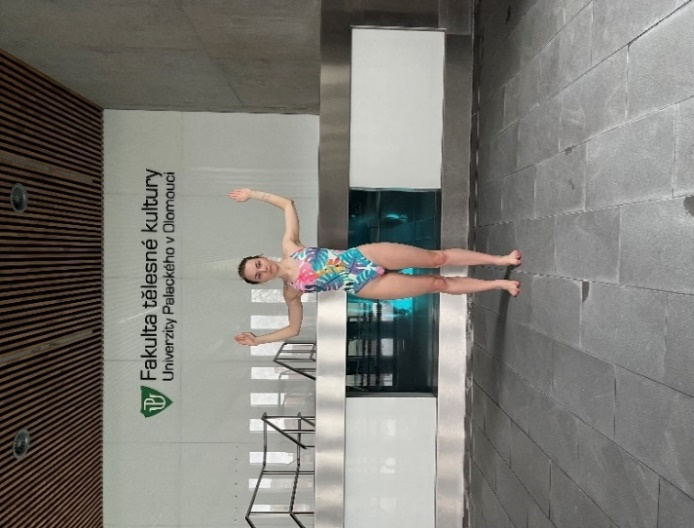 Fakulta tělesné kultury
Univerzity Palackého v Olomouci